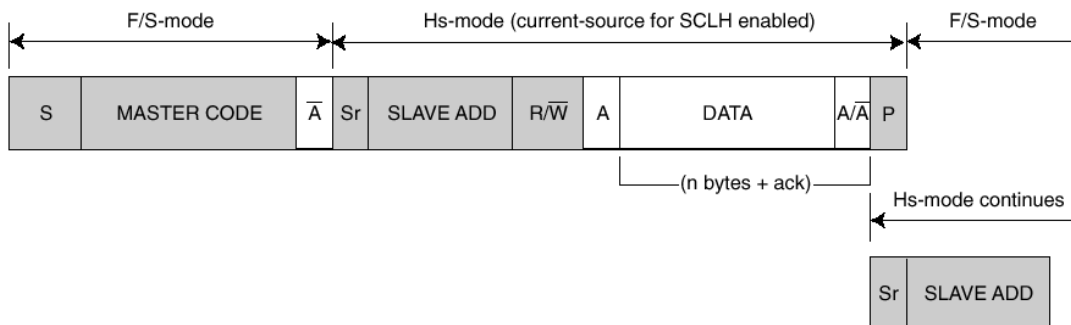 F/S-mode Hs-mode (current-source for SCLH enabled) F/S-mode
S MASTER CODE A̅ Sr SLAVE ADD R/W̅ A DATA A/A̅ P
(n bytes + ack)
Hs-mode continues
Sr SLAVE ADD